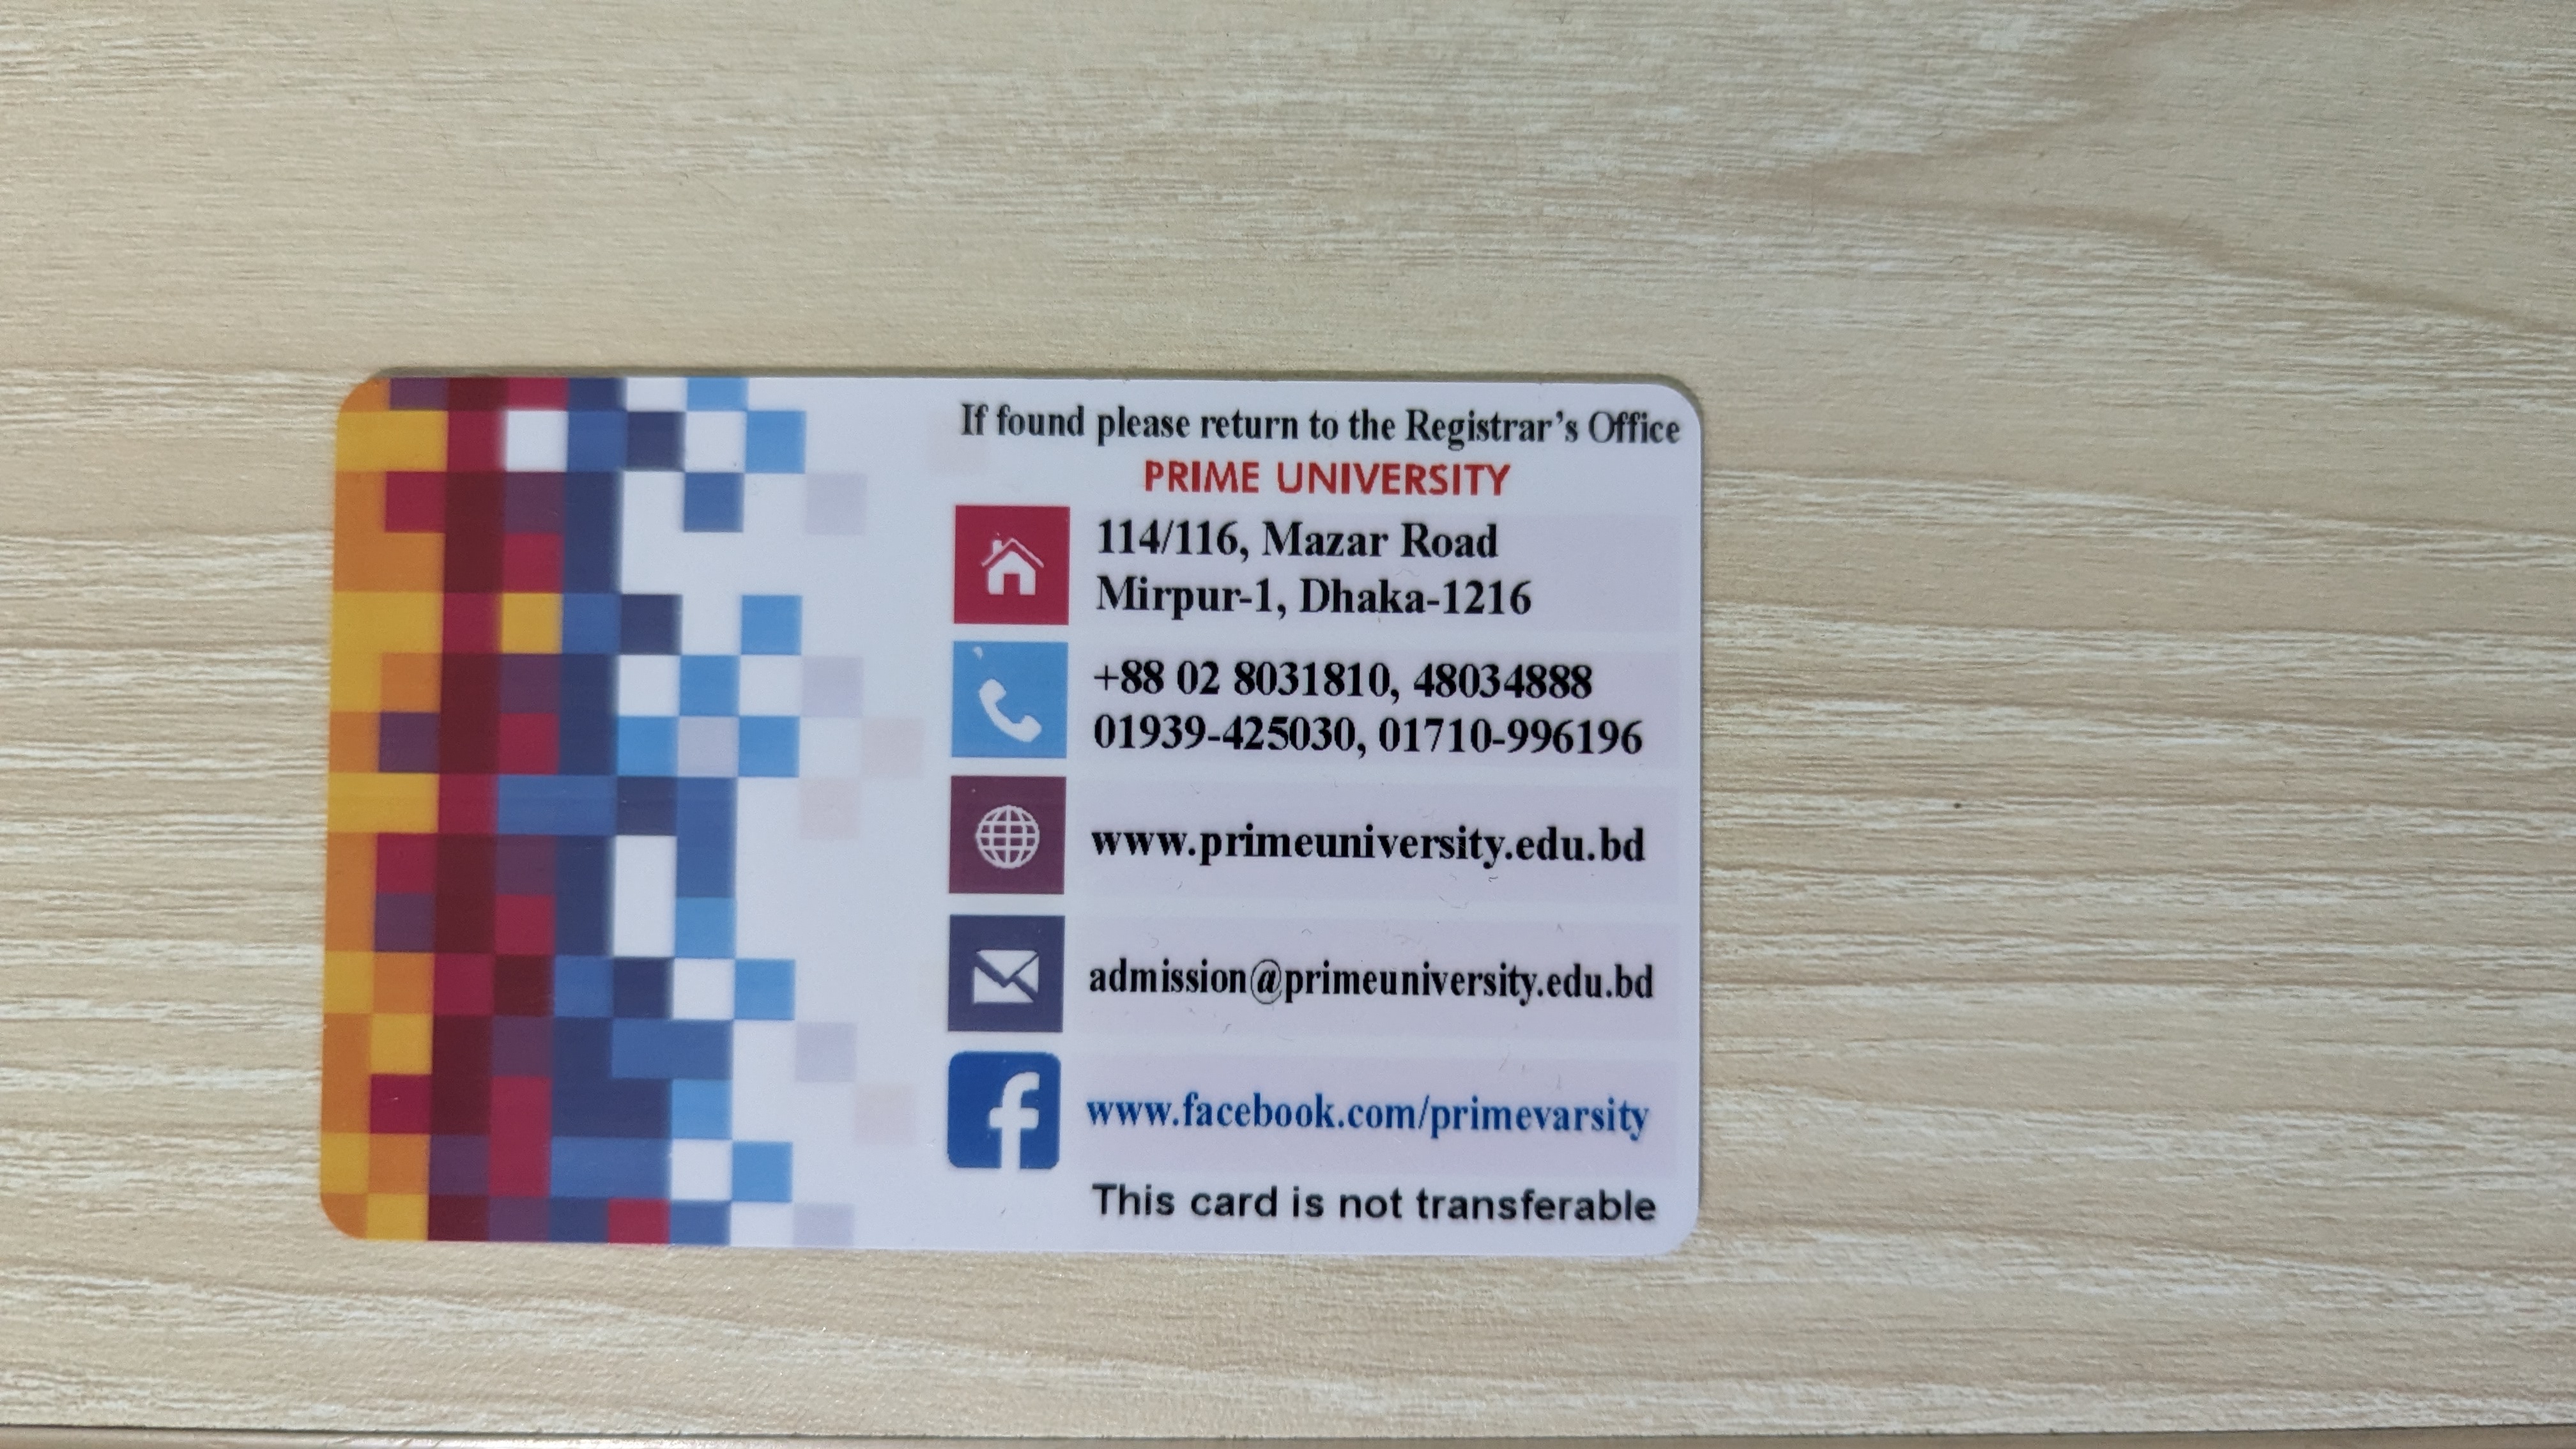 If found please return to the Registrar's Office
PRIME UNIVERSITY
114/116, Mazar Road
Mirpur-1, Dhaka-1216
+88 02 8031810, 48034888
01939-425030, 01710-996196
www.primeuniversity.edu.bd
admission@primeuniversity.edu.bd
www.facebook.com/primevarsity
This card is not transferable